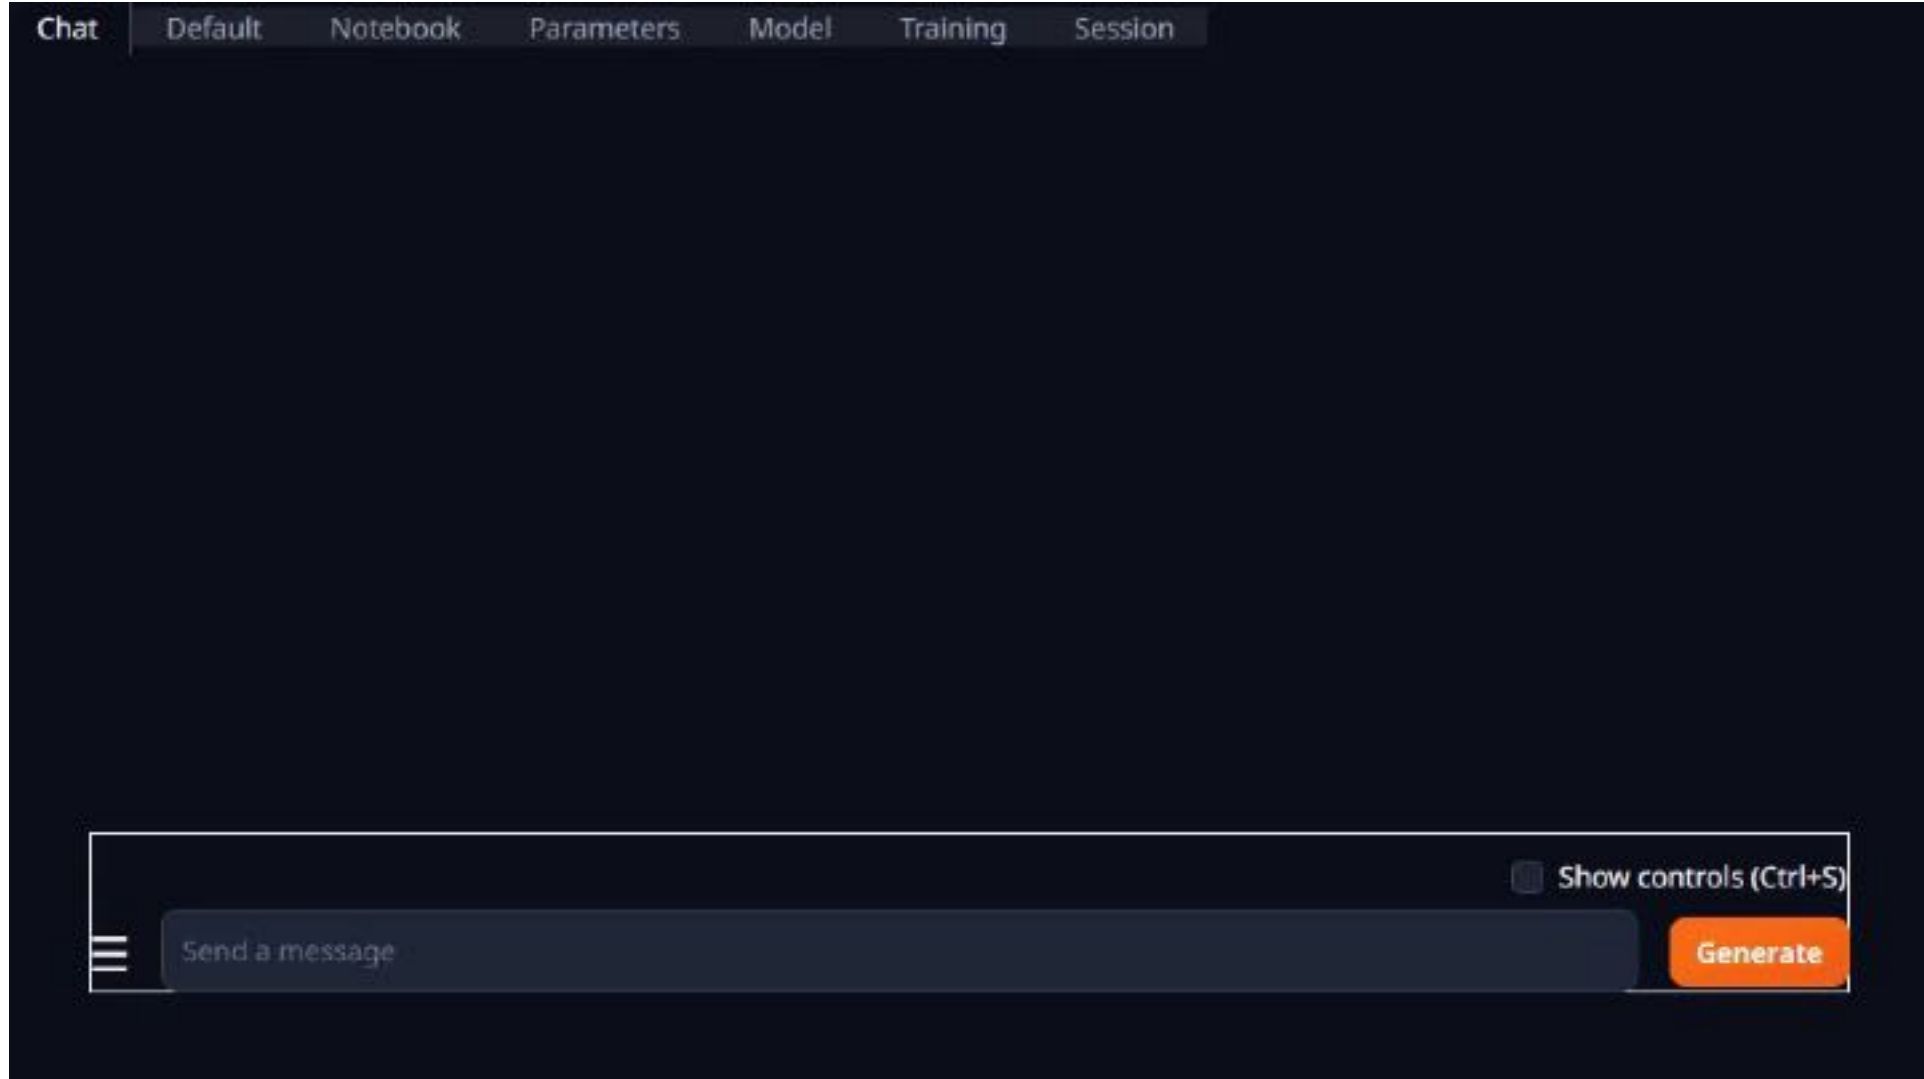 Chat Default Notebook Parameters Model Training Session
Show controls (Ctrl+S)
Send a message
Generate